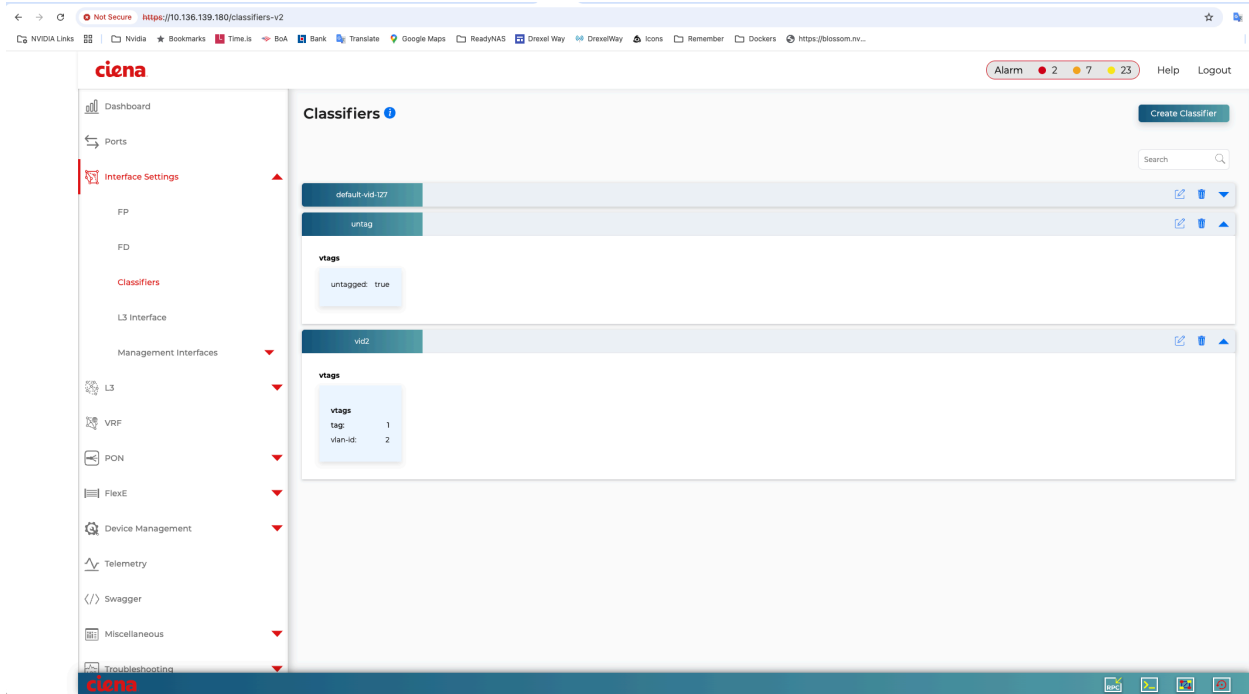 Not Secure https://10.136.139.180/classifiers-v2
NVIDIA Links Nvidia Bookmarks Time.is BoA Bank Translate Google Maps ReadyNAS Drexel Way DrexelWay Icons Remember Dockers https://blossom.nv...
ciena
Alarm 2 7 23 Help Logout
Dashboard
Ports
Interface Settings
FP
FD
Classifiers
L3 Interface
Management Interfaces
L3
VRF
PON
FlexE
Device Management
Telemetry
Swagger
Miscellaneous
Troubleshooting
Classifiers
Create Classifier
Search
default-vid-127
untag
vtags
untagged: true
vid2
vtags
vtags
tag: 1
vlan-id: 2
ciena
RPC